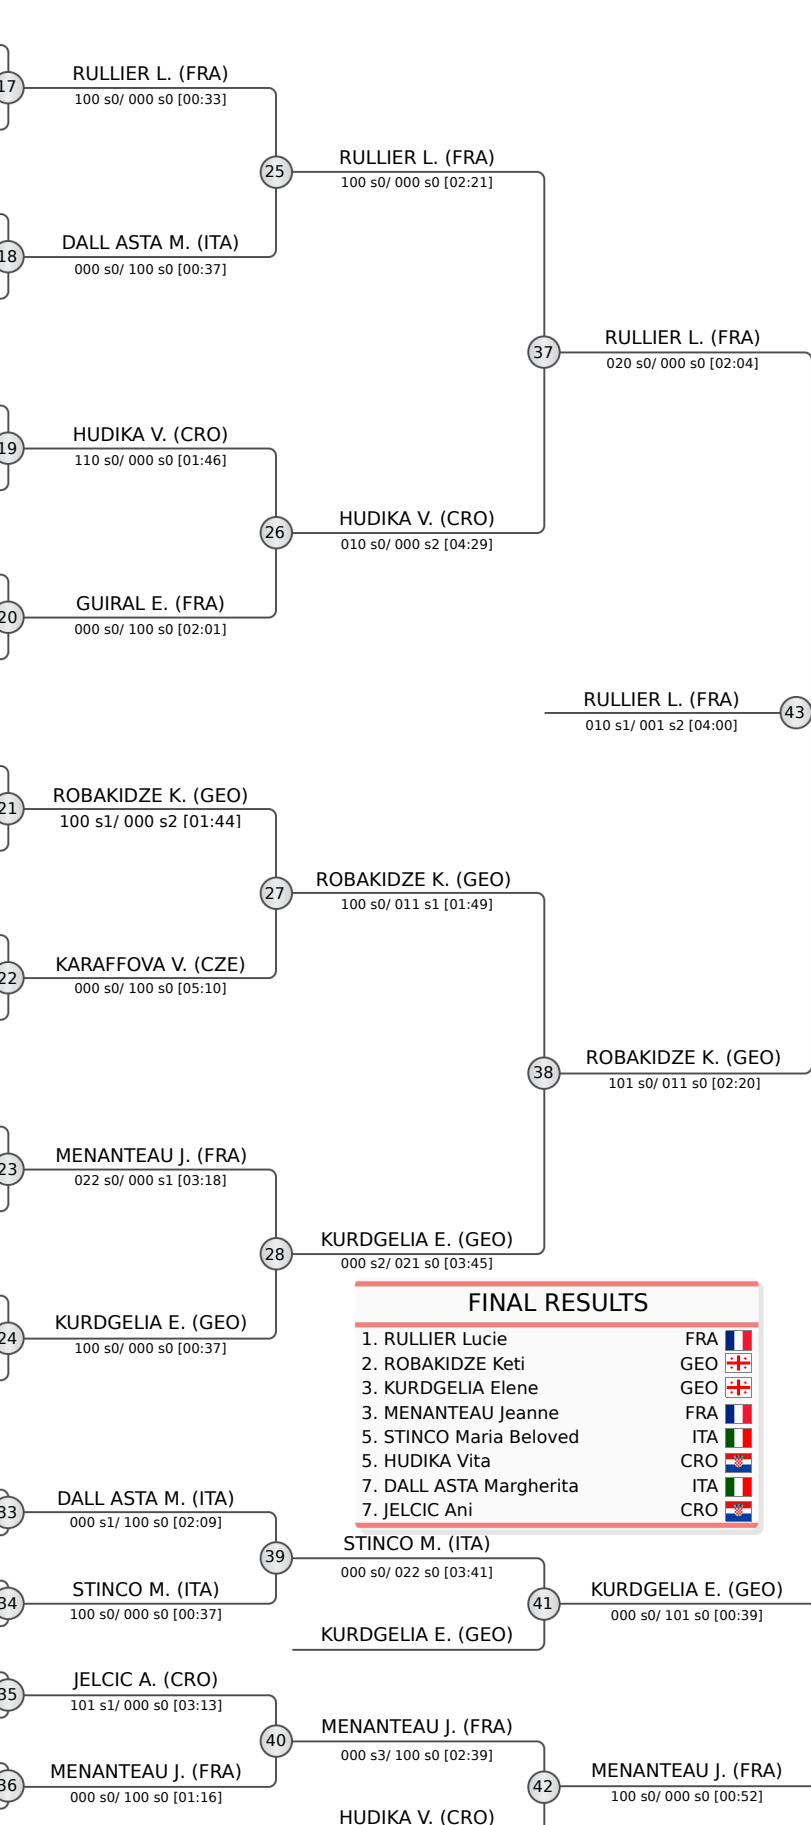 17
RULLIER L. (FRA)
100 s0/ 000 s0 [00:33]
25
RULLIER L. (FRA)
100 s0/ 000 s0 [02:21]
18
DALL ASTA M. (ITA)
000 s0/ 100 s0 [00:37]
37
RULLIER L. (FRA)
020 s0/ 000 s0 [02:04]
19
HUDIKA V. (CRO)
110 s0/ 000 s0 [01:46]
26
HUDIKA V. (CRO)
010 s0/ 000 s2 [04:29]
20
GUIRAL E. (FRA)
000 s0/ 100 s0 [02:01]
RULLIER L. (FRA)
010 s1/ 001 s2 [04:00]
43
21
ROBAKIDZE K. (GEO)
100 s1/ 000 s2 [01:44]
27
ROBAKIDZE K. (GEO)
100 s0/ 011 s1 [01:49]
22
KARAFFOVA V. (CZE)
000 s0/ 100 s0 [05:10]
38
ROBAKIDZE K. (GEO)
101 s0/ 011 s0 [02:20]
23
MENANTEAU J. (FRA)
022 s0/ 000 s1 [03:18]
28
KURDGELIA E. (GEO)
000 s2/ 021 s0 [03:45]
24
KURDGELIA E. (GEO)
100 s0/ 000 s0 [00:37]
FINAL RESULTS
1. RULLIER Lucie FRA
2. ROBAKIDZE Keti GEO
3. KURDGELIA Elene GEO
3. MENANTEAU Jeanne FRA
5. STINCO Maria Beloved ITA
5. HUDIKA Vita CRO
7. DALL ASTA Margherita ITA
7. JELCIC Ani CRO
33
DALL ASTA M. (ITA)
000 s1/ 100 s0 [02:09]
39
STINCO M. (ITA)
000 s0/ 022 s0 [03:41]
34
STINCO M. (ITA)
100 s0/ 000 s0 [00:37]
41
KURDGELIA E. (GEO)
000 s0/ 101 s0 [00:39]
KURDGELIA E. (GEO)
35
JELCIC A. (CRO)
101 s1/ 000 s0 [03:13]
40
MENANTEAU J. (FRA)
000 s3/ 100 s0 [02:39]
36
MENANTEAU J. (FRA)
000 s0/ 100 s0 [01:16]
42
MENANTEAU J. (FRA)
100 s0/ 000 s0 [00:52]
HUDIKA V. (CRO)